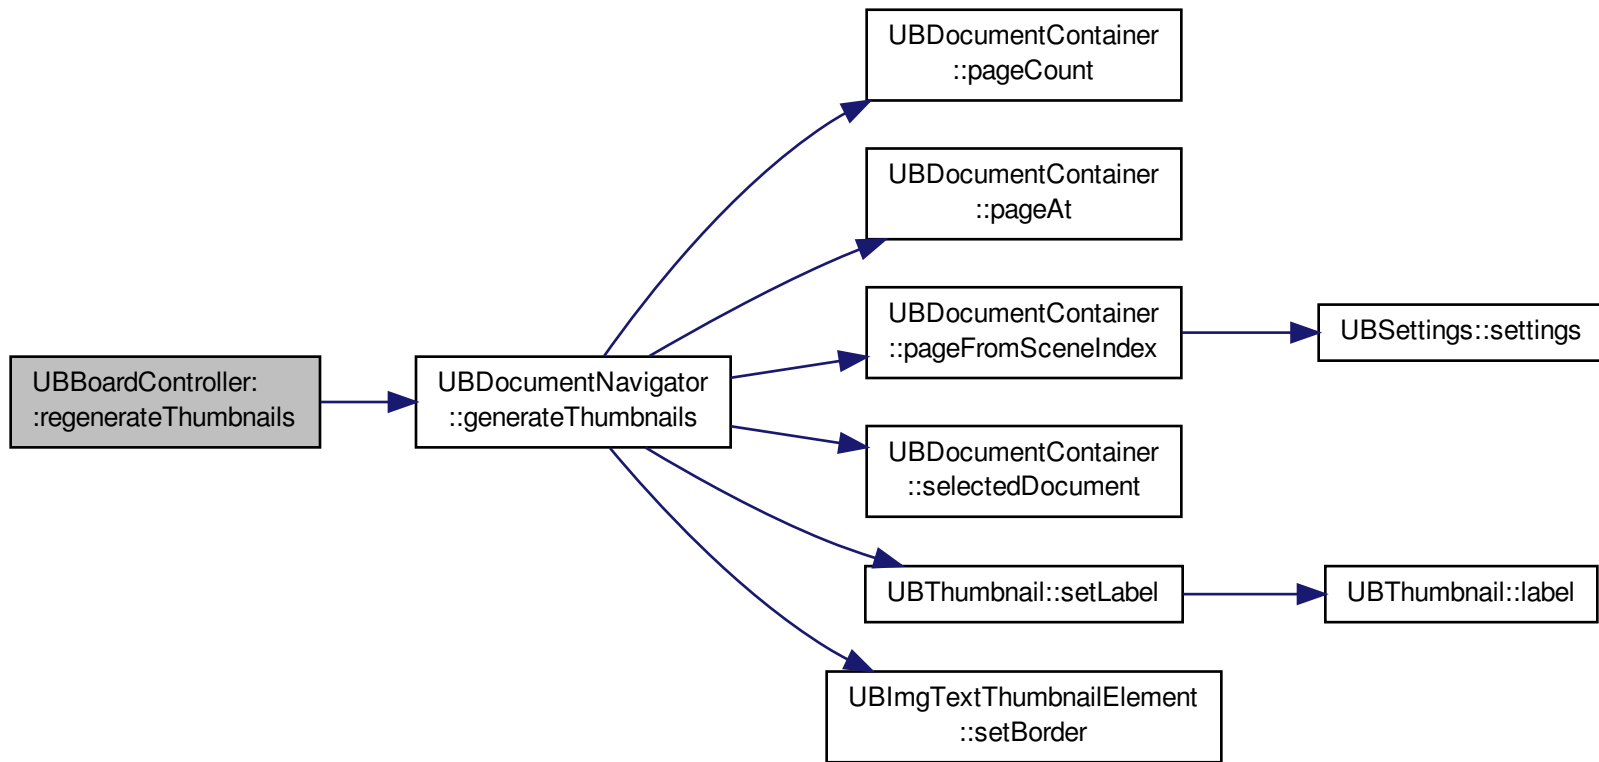 UBBoardController:
:regenerateThumbnails
UBDocumentNavigator
::generateThumbnails
UBDocumentContainer
::pageCount
UBDocumentContainer
::pageAt
UBDocumentContainer
::pageFromSceneIndex
UBDocumentContainer
::selectedDocument
UBThumbnail::setLabel
UBImgTextThumbnailElement
::setBorder
UBSettings::settings
UBThumbnail::label